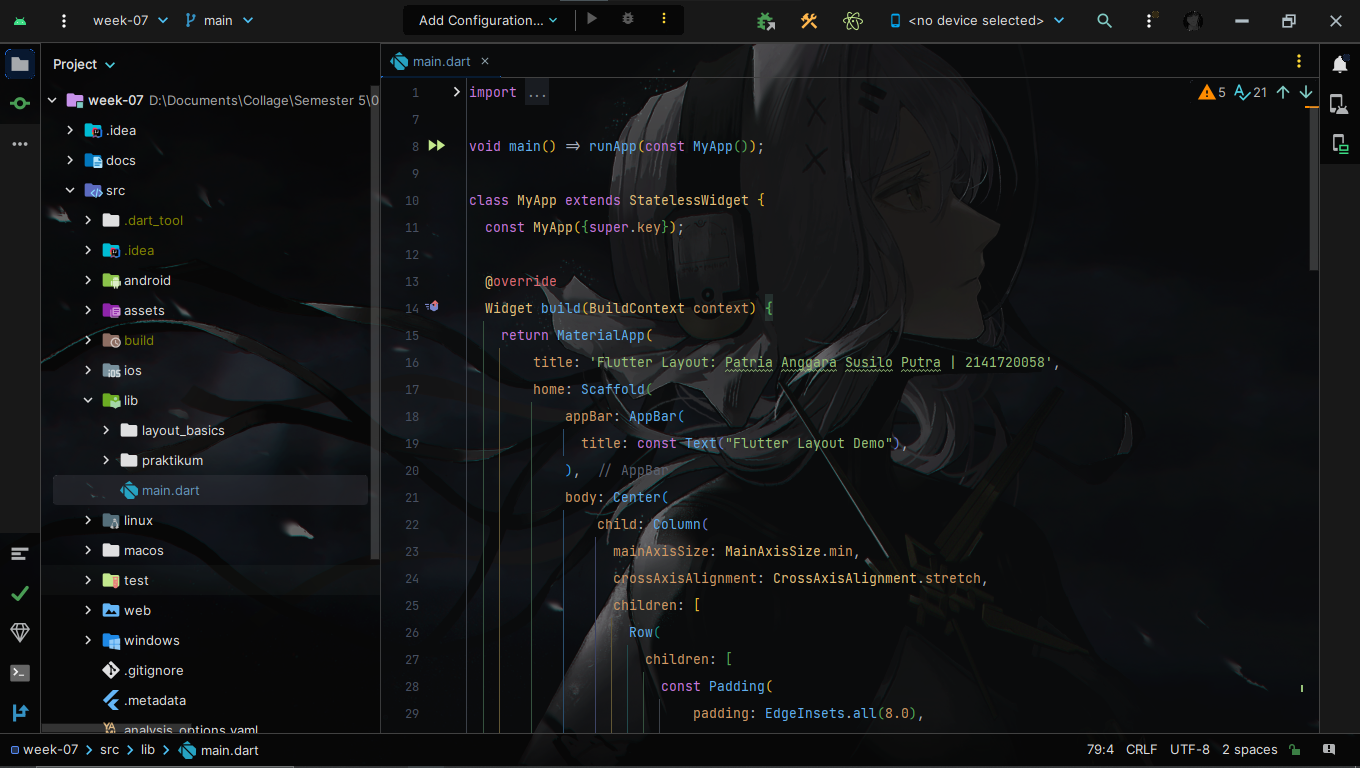 week-07
main
Add Configuration...
<no device selected>
Project
main.dart
week-07 D:\Documents\Collage\Semester 5\0
.idea
docs
src
.dart_tool
.idea
android
assets
build
ios
lib
layout_basics
praktikum
main.dart
linux
macos
test
web
windows
.gitignore
.metadata
analysis_options.yaml
5 21
1 import ...
7
8 void main() => runApp(const MyApp());
9
10 class MyApp extends StatelessWidget {
11 const MyApp({super.key});
12
13 @override
14 Widget build(BuildContext context) {
15 return MaterialApp(
16 title: 'Flutter Layout: Patria Anggara Susilo Putra | 2141720058',
17 home: Scaffold(
18 appBar: AppBar(
19 title: const Text("Flutter Layout Demo"),
20 ), // AppBar
21 body: Center(
22 child: Column(
23 mainAxisSize: MainAxisSize.min,
24 crossAxisAlignment: CrossAxisAlignment.stretch,
25 children: [
26 Row(
27 children: [
28 const Padding(
29 padding: EdgeInsets.all(8.0),
week-07 > src > lib > main.dart
79:4 CRLF UTF-8 2 spaces